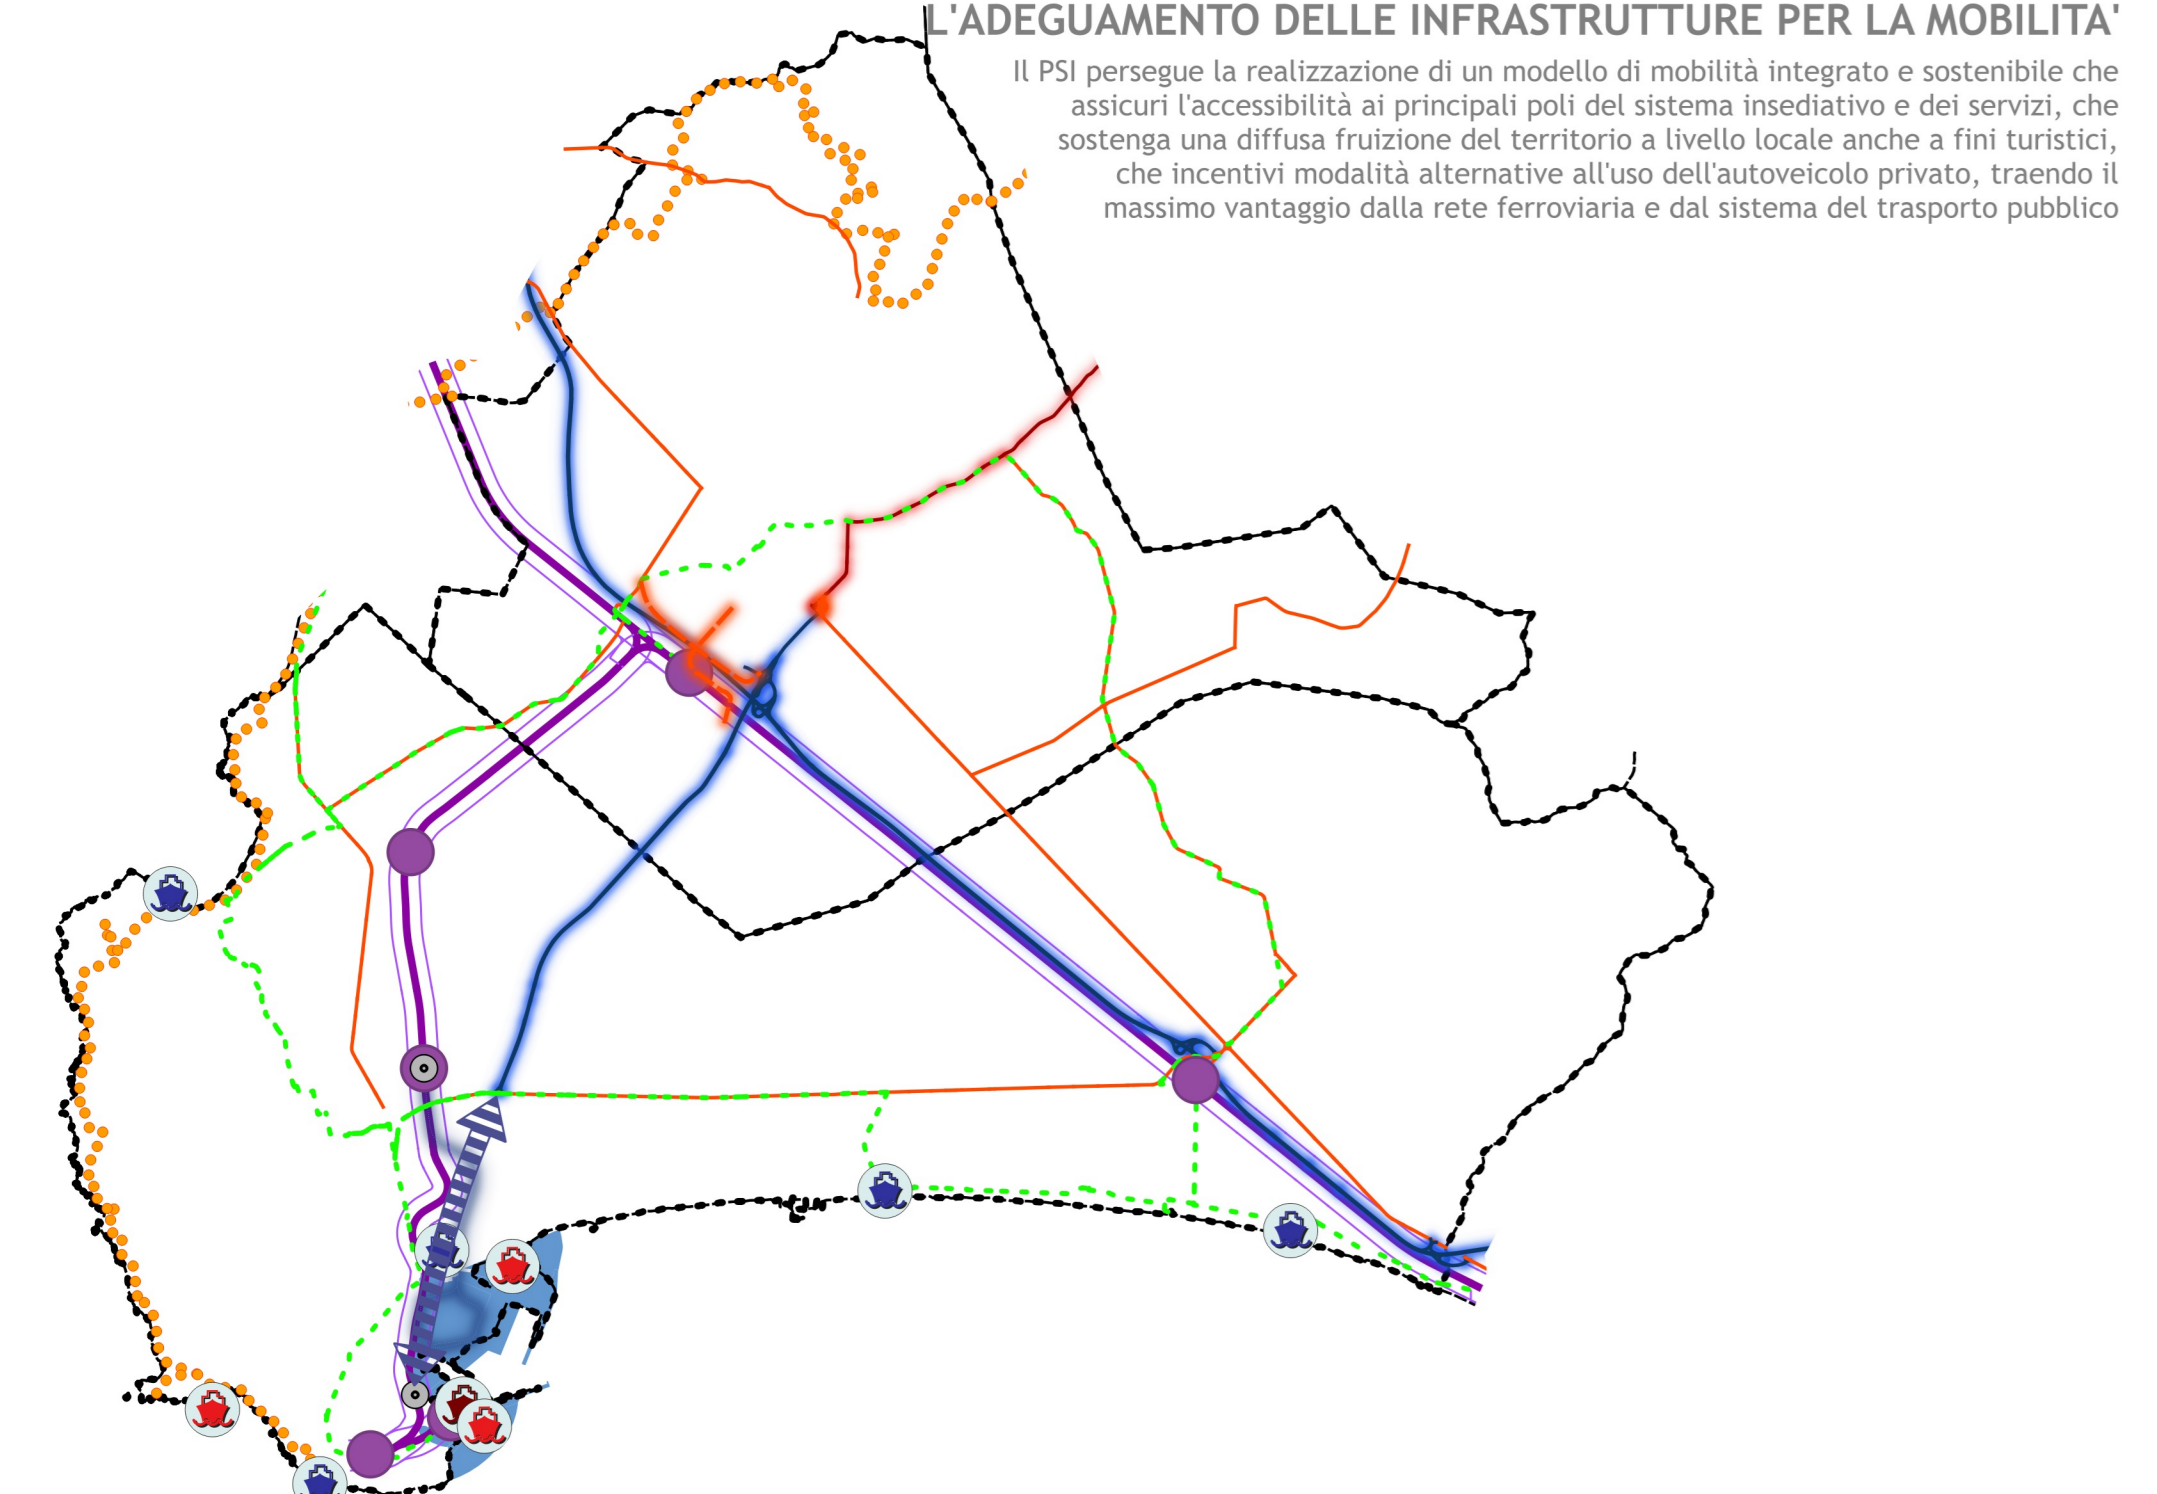 L'ADEGUAMENTO DELLE INFRASTRUTTURE PER LA MOBILITA'
Il PSI persegue la realizzazione di un modello di mobilità integrato e sostenibile che
assicuri l'accessibilità ai principali poli del sistema insediativo e dei servizi, che
sostenga una diffusa fruizione del territorio a livello locale anche a fini turistici,
che incentivi modalità alternative all'uso dell'autoveicolo privato, traendo il
massimo vantaggio dalla rete ferroviaria e dal sistema del trasporto pubblico